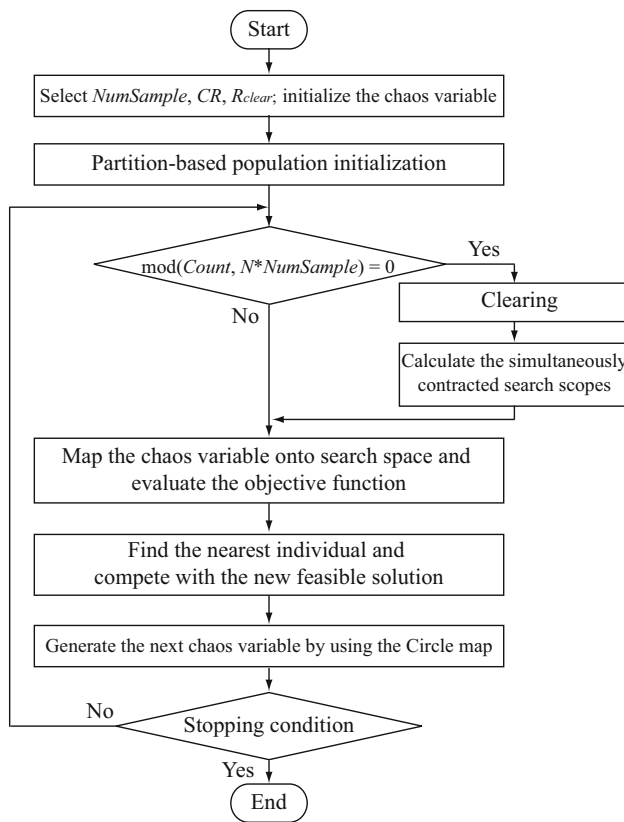 Start
Select NumSample, CR, Rclear; initialize the chaos variable
Partition-based population initialization
mod(Count, N*NumSample) = 0
Yes
No
Clearing
Calculate the simultaneously
contracted search scopes
Map the chaos variable onto search space and
evaluate the objective function
Find the nearest individual and
compete with the new feasible solution
Generate the next chaos variable by using the Circle map
No
Stopping condition
Yes
End